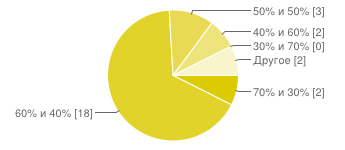 50% и 50% [3]
40% и 60% [2]
30% и 70% [0]
Другое [2]
70% и 30% [2]
60% и 40% [18]